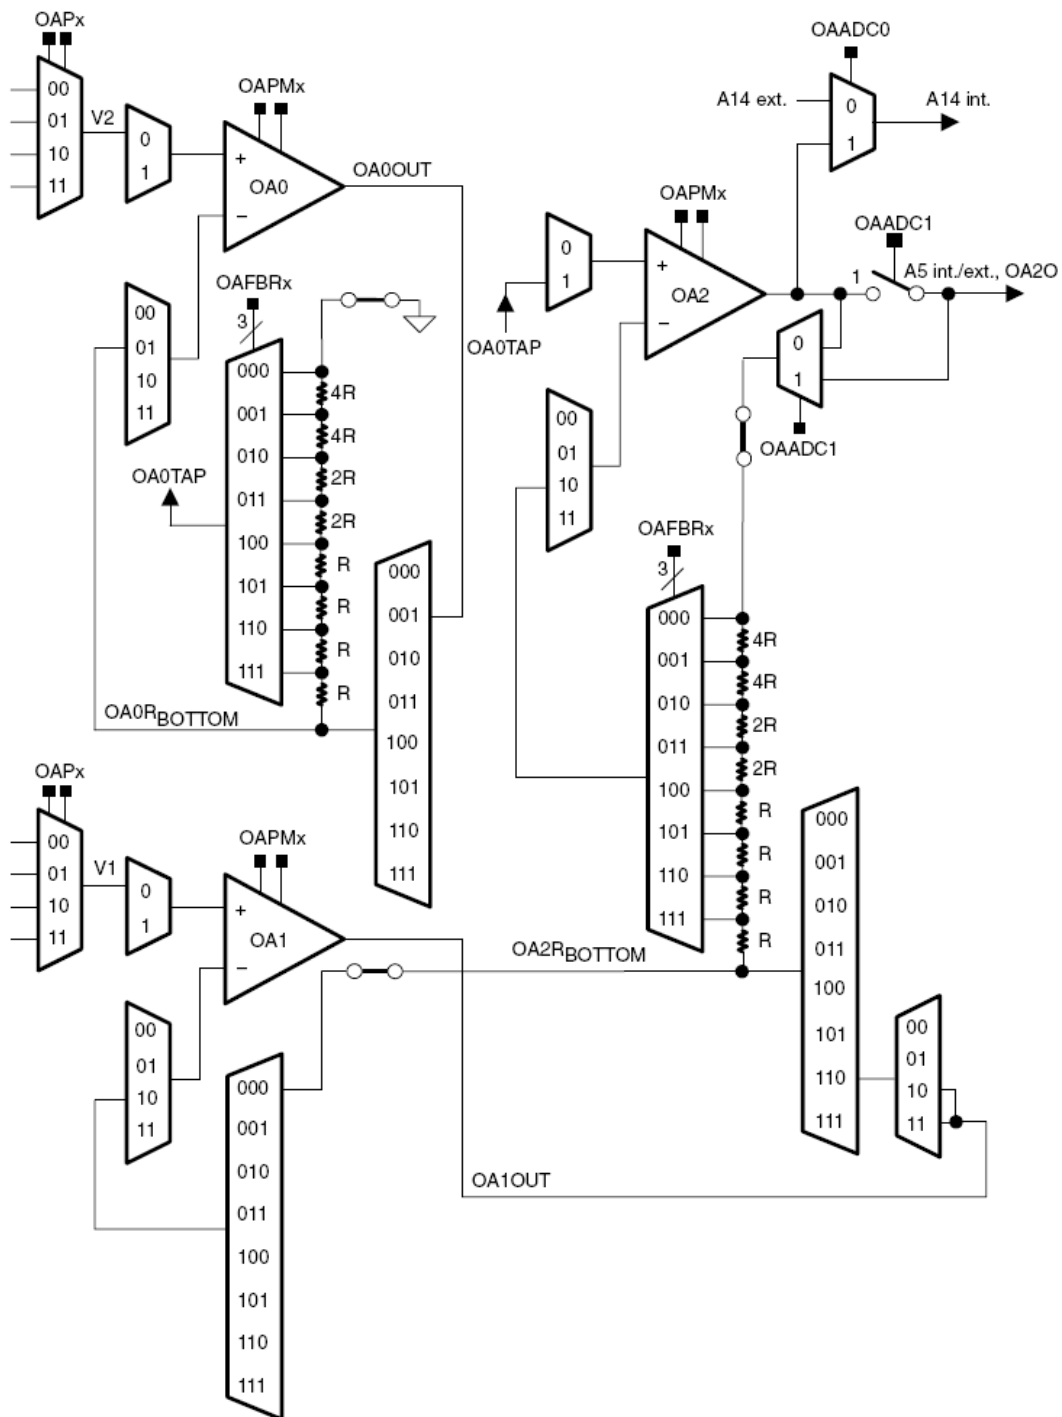 OAPx
00
01
10
11
V2
0
1
OAPMx
+
OA0
−
OA0OUT
00
01
10
11
OAFBRx
3
000
001
010
011
100
101
110
111
4R
4R
2R
2R
R
R
R
R
OA0TAP
OA0RBOTTOM
000
001
010
011
100
101
110
111
OAADC0
A14 ext.
0
1
A14 int.
OAPMx
0
1
OA0TAP
+
OA2
−
OAADC1
1
A5 int./ext., OA2O
0
1
OAADC1
00
01
10
11
OAFBRx
3
000
001
010
011
100
101
110
111
4R
4R
2R
2R
R
R
R
R
OA2RBOTTOM
000
001
010
011
100
101
110
111
00
01
10
11
OAPx
00
01
10
11
V1
0
1
OAPMx
+
OA1
−
00
01
10
11
000
001
010
011
100
101
110
111
OA1OUT